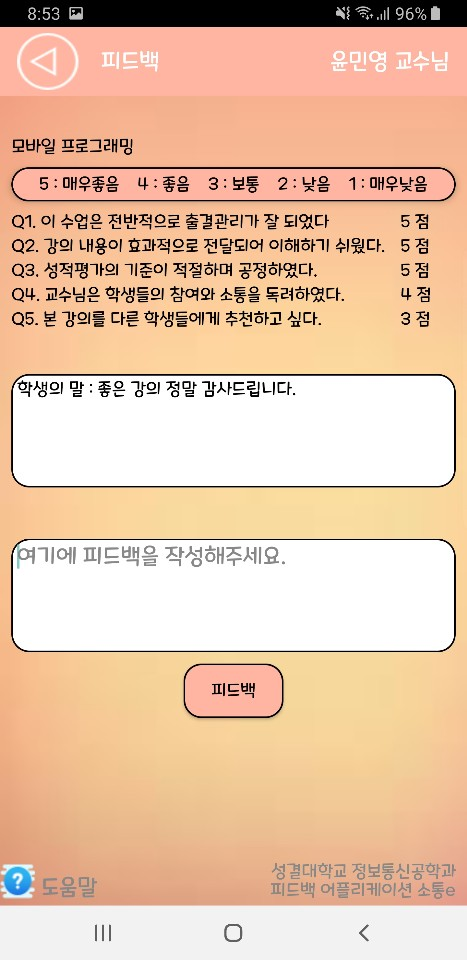 8:53 96%
피드백 윤민영 교수님
모바일 프로그래밍
5 : 매우좋음 4 : 좋음 3 : 보통 2 : 낮음 1 : 매우낮음
Q1. 이 수업은 전반적으로 출결관리가 잘 되었다 5 점
Q2. 강의 내용이 효과적으로 전달되어 이해하기 쉬웠다. 5 점
Q3. 성적평가의 기준이 적절하며 공정하였다. 5 점
Q4. 교수님은 학생들의 참여와 소통을 독려하였다. 4 점
Q5. 본 강의를 다른 학생들에게 추천하고 싶다. 3 점
학생의 말 : 좋은 강의 정말 감사드립니다.
여기에 피드백을 작성해주세요.
피드백
? 도움말
성결대학교 정보통신공학과
피드백 어플리케이션 소통e